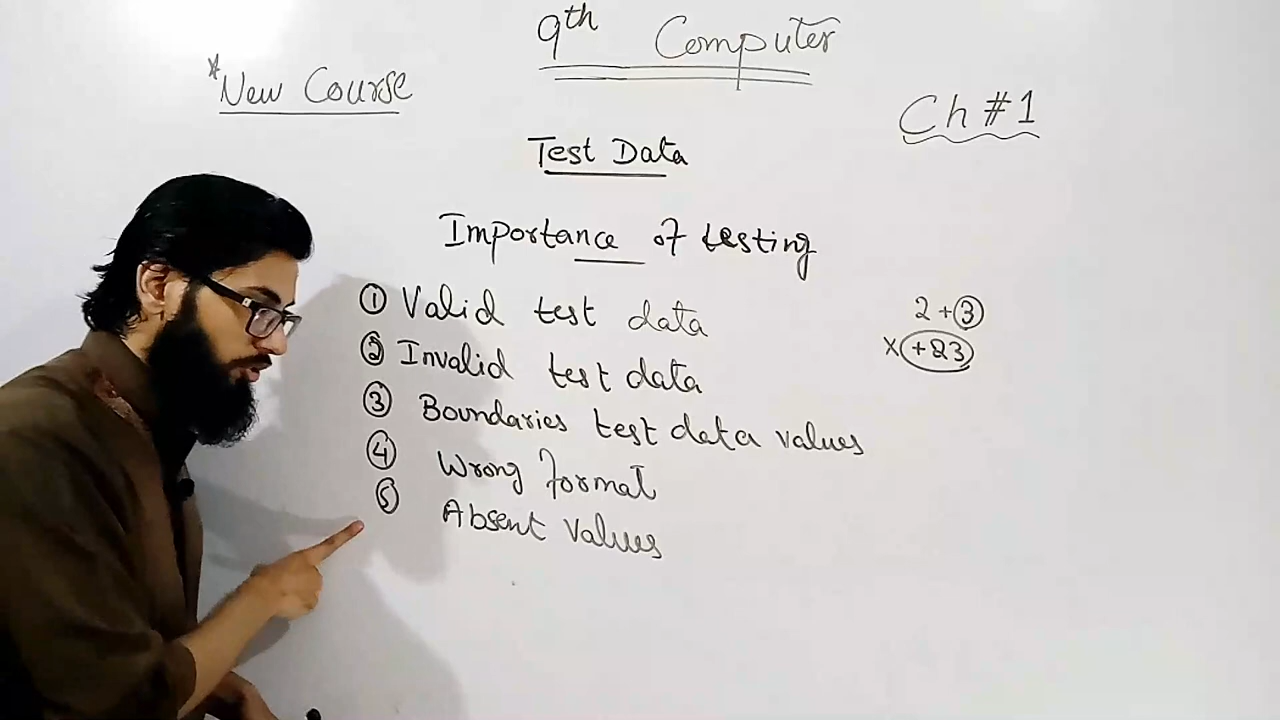 9th Computer
*New Course
Ch #1
Test Data
Importance of testing
① Valid test data
② Invalid test data
③ Boundaries test data values
④ Wrong format
⑤ Absent values
2+3
×